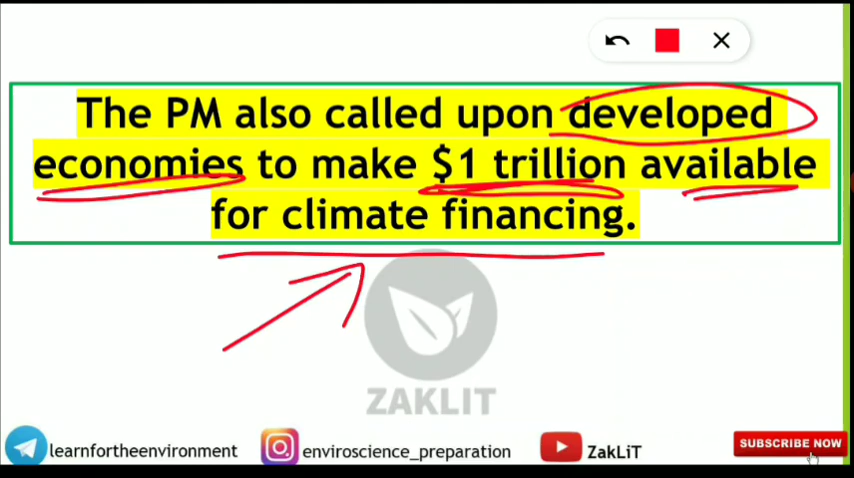 The PM also called upon developed
economies to make $1 trillion available
for climate financing.
ZAKLIT
learnfortheenvironment
enviroscience_preparation
ZakLiT
SUBSCRIBE NOW